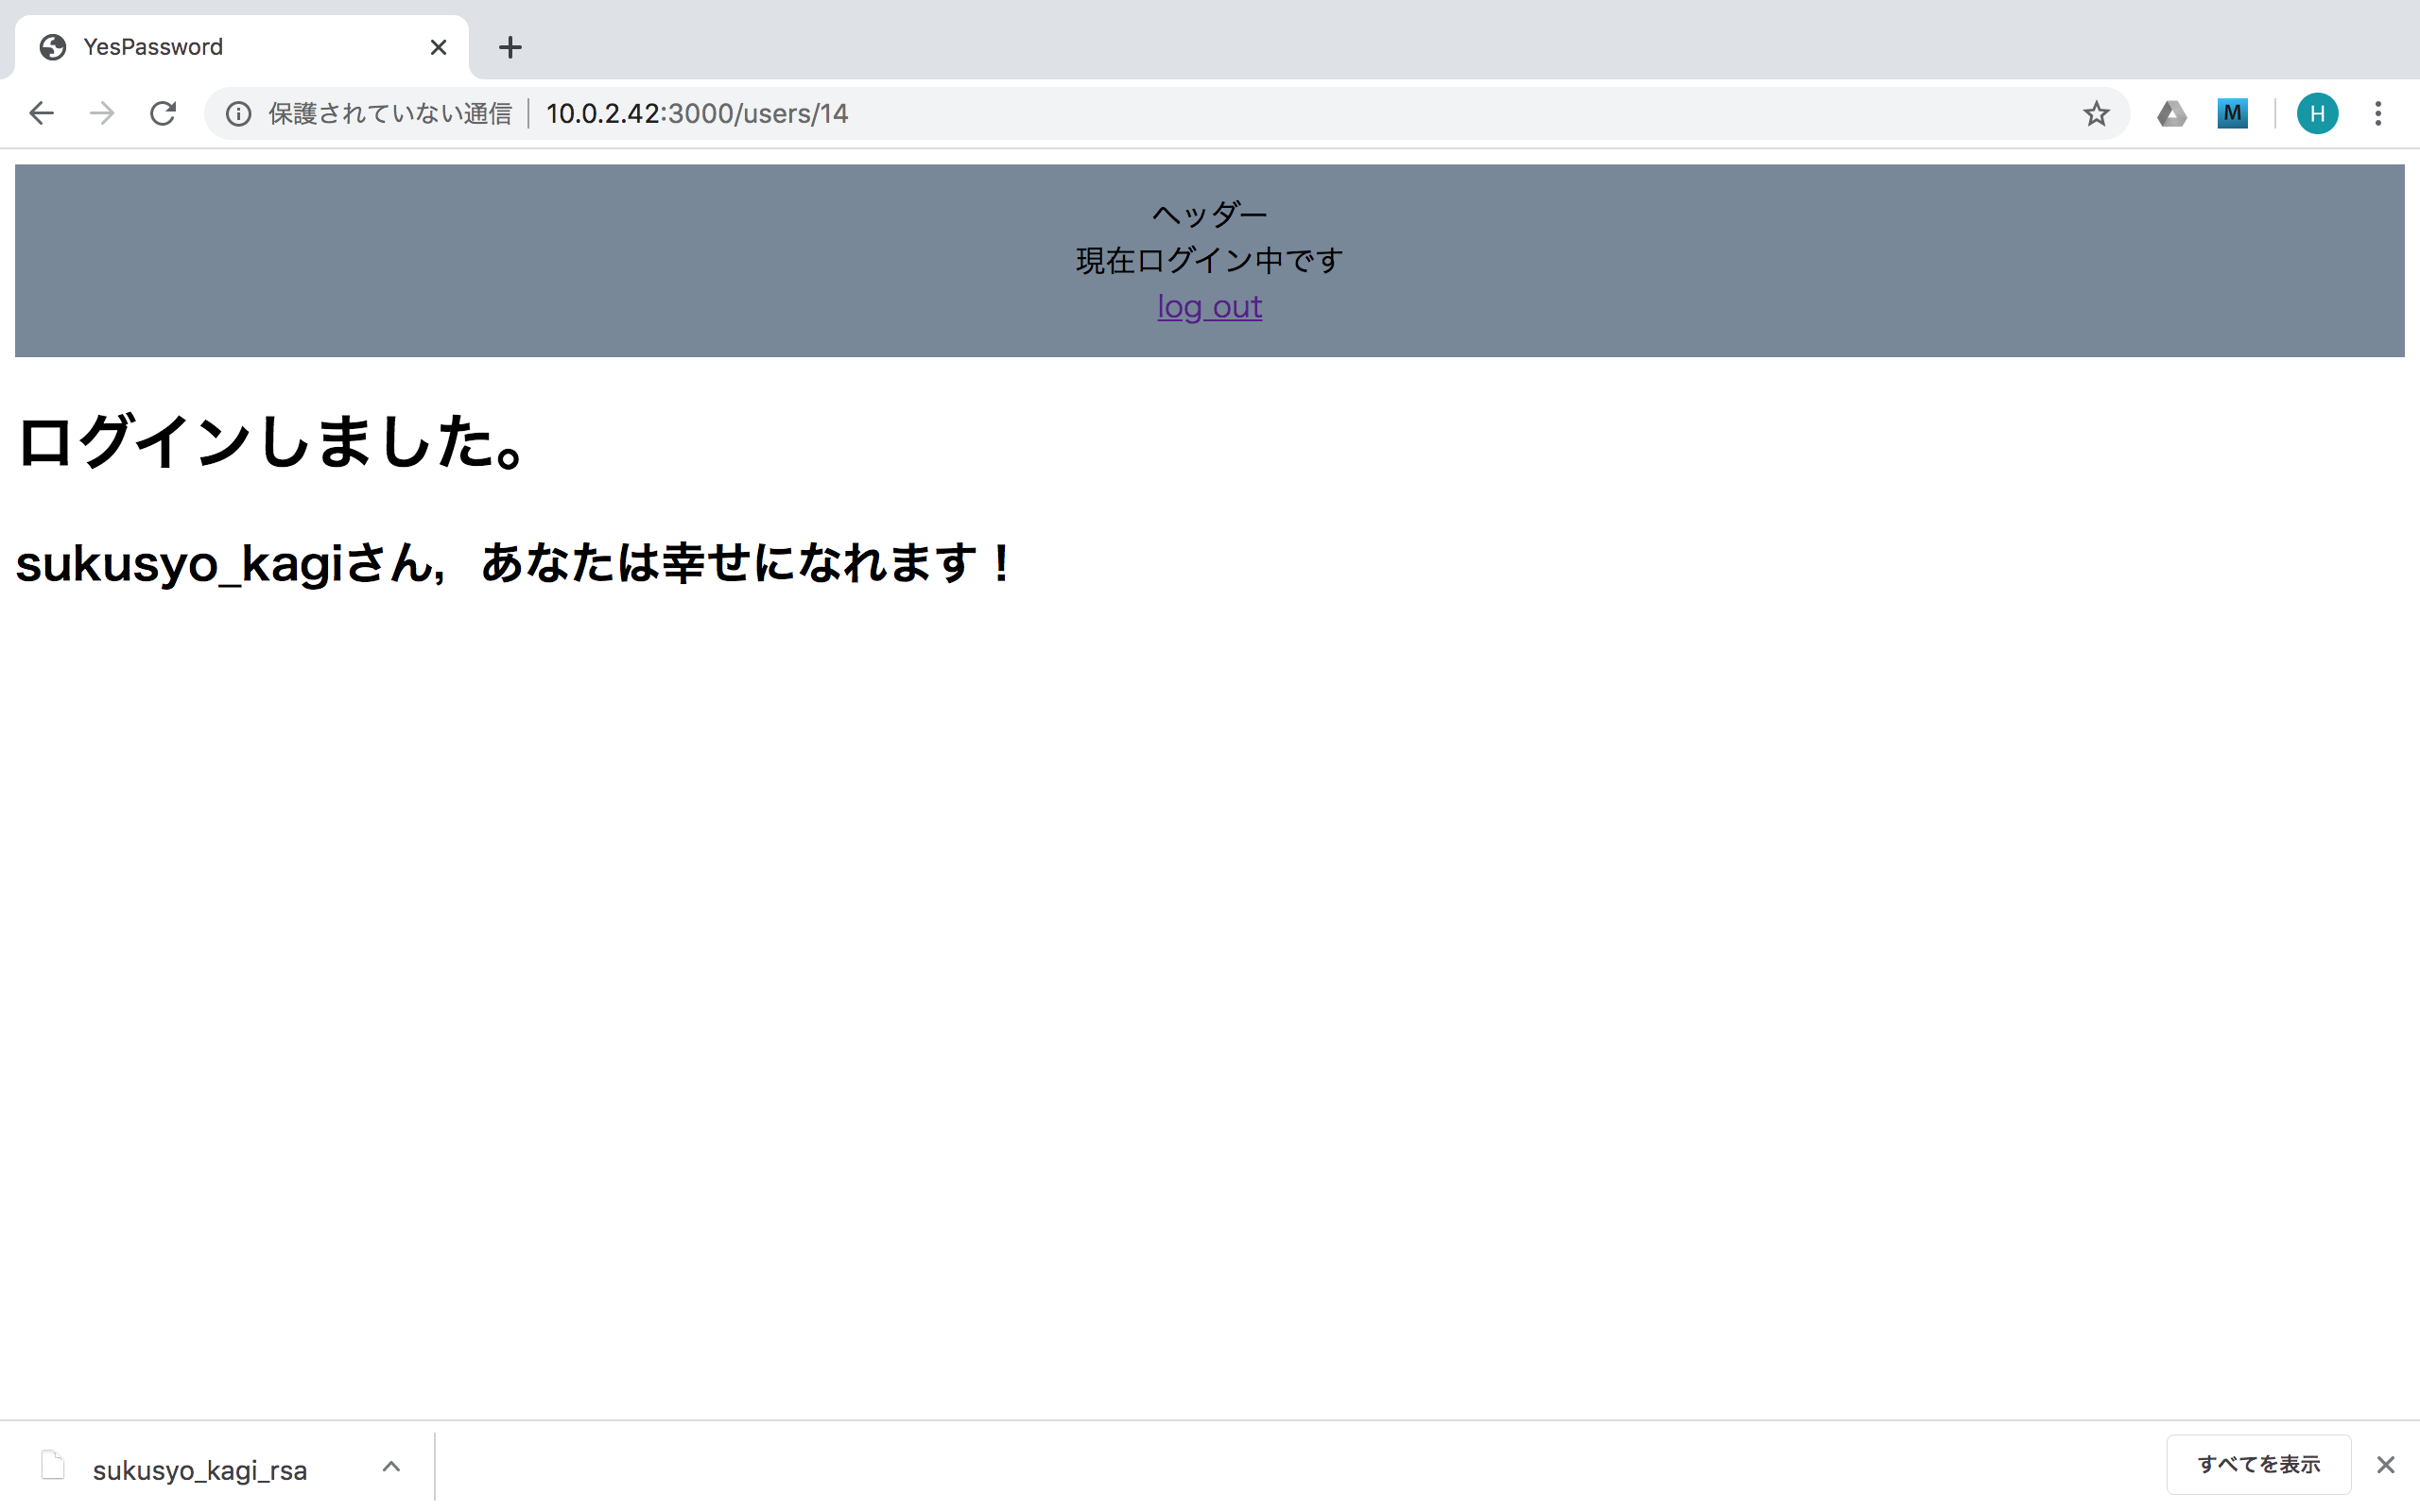 YesPassword
保護されていない通信 10.0.2.42:3000/users/14
M
H
ヘッダー
現在ログイン中です
log out
ログインしました。
sukusyo_kagiさん，あなたは幸せになれます！
sukusyo_kagi_rsa
すべてを表示